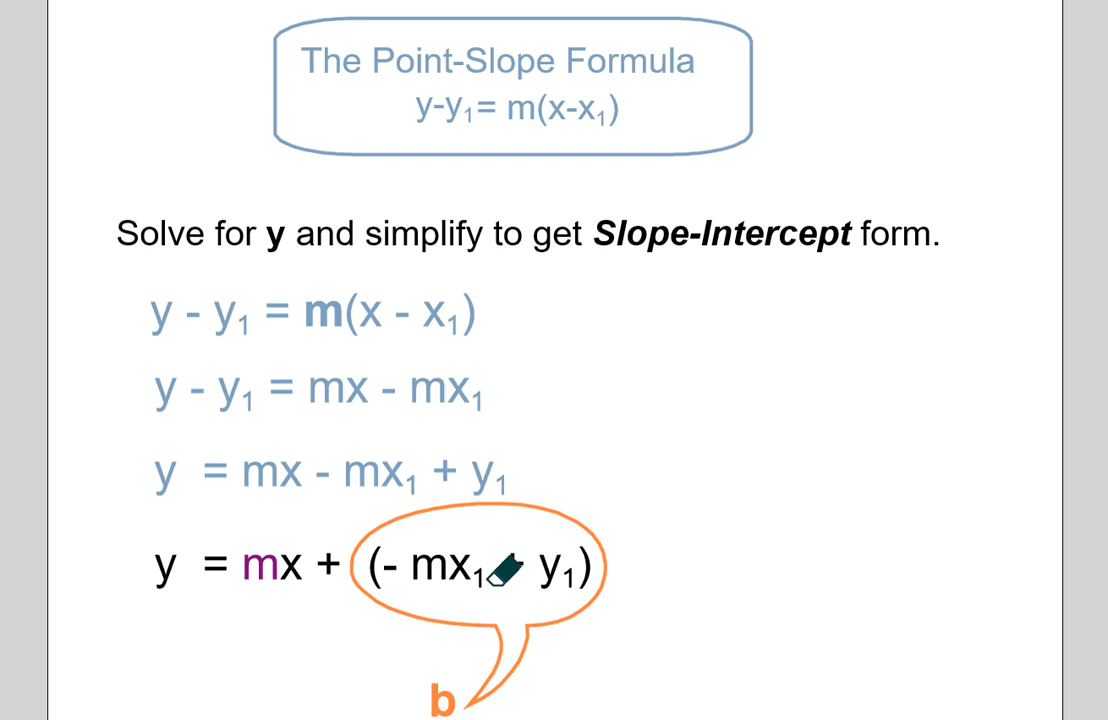 The Point-Slope Formula
y-y₁= m(x-x₁)
Solve for y and simplify to get Slope-Intercept form.
y - y₁ = m(x - x₁)
y - y₁ = mx - mx₁
y = mx - mx₁ + y₁
y = mx + (- mx₁ + y₁)
b